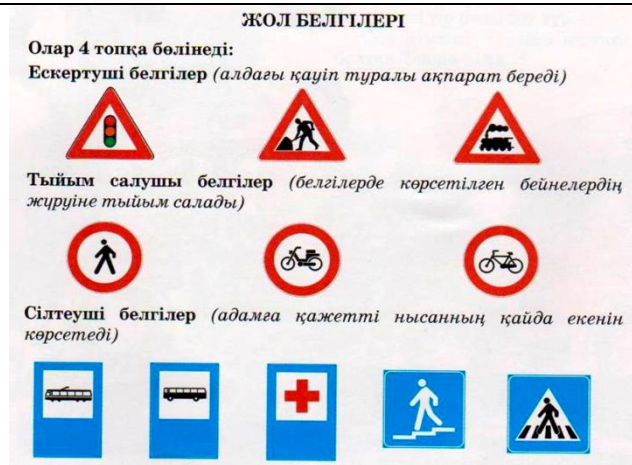 ЖОЛ БЕЛГІЛЕРІ
Олар 4 топқа бөлінеді:
Ескертуші белгілер (алдағы қауіп туралы ақпарат береді)
Тыйым салушы белгілер (белгілерде көрсетілген бейнелердің
жүруіне тыйым салады)
Сілтеуші белгілер (адамға қажетті нысанның қайда екенін
көрсетеді)